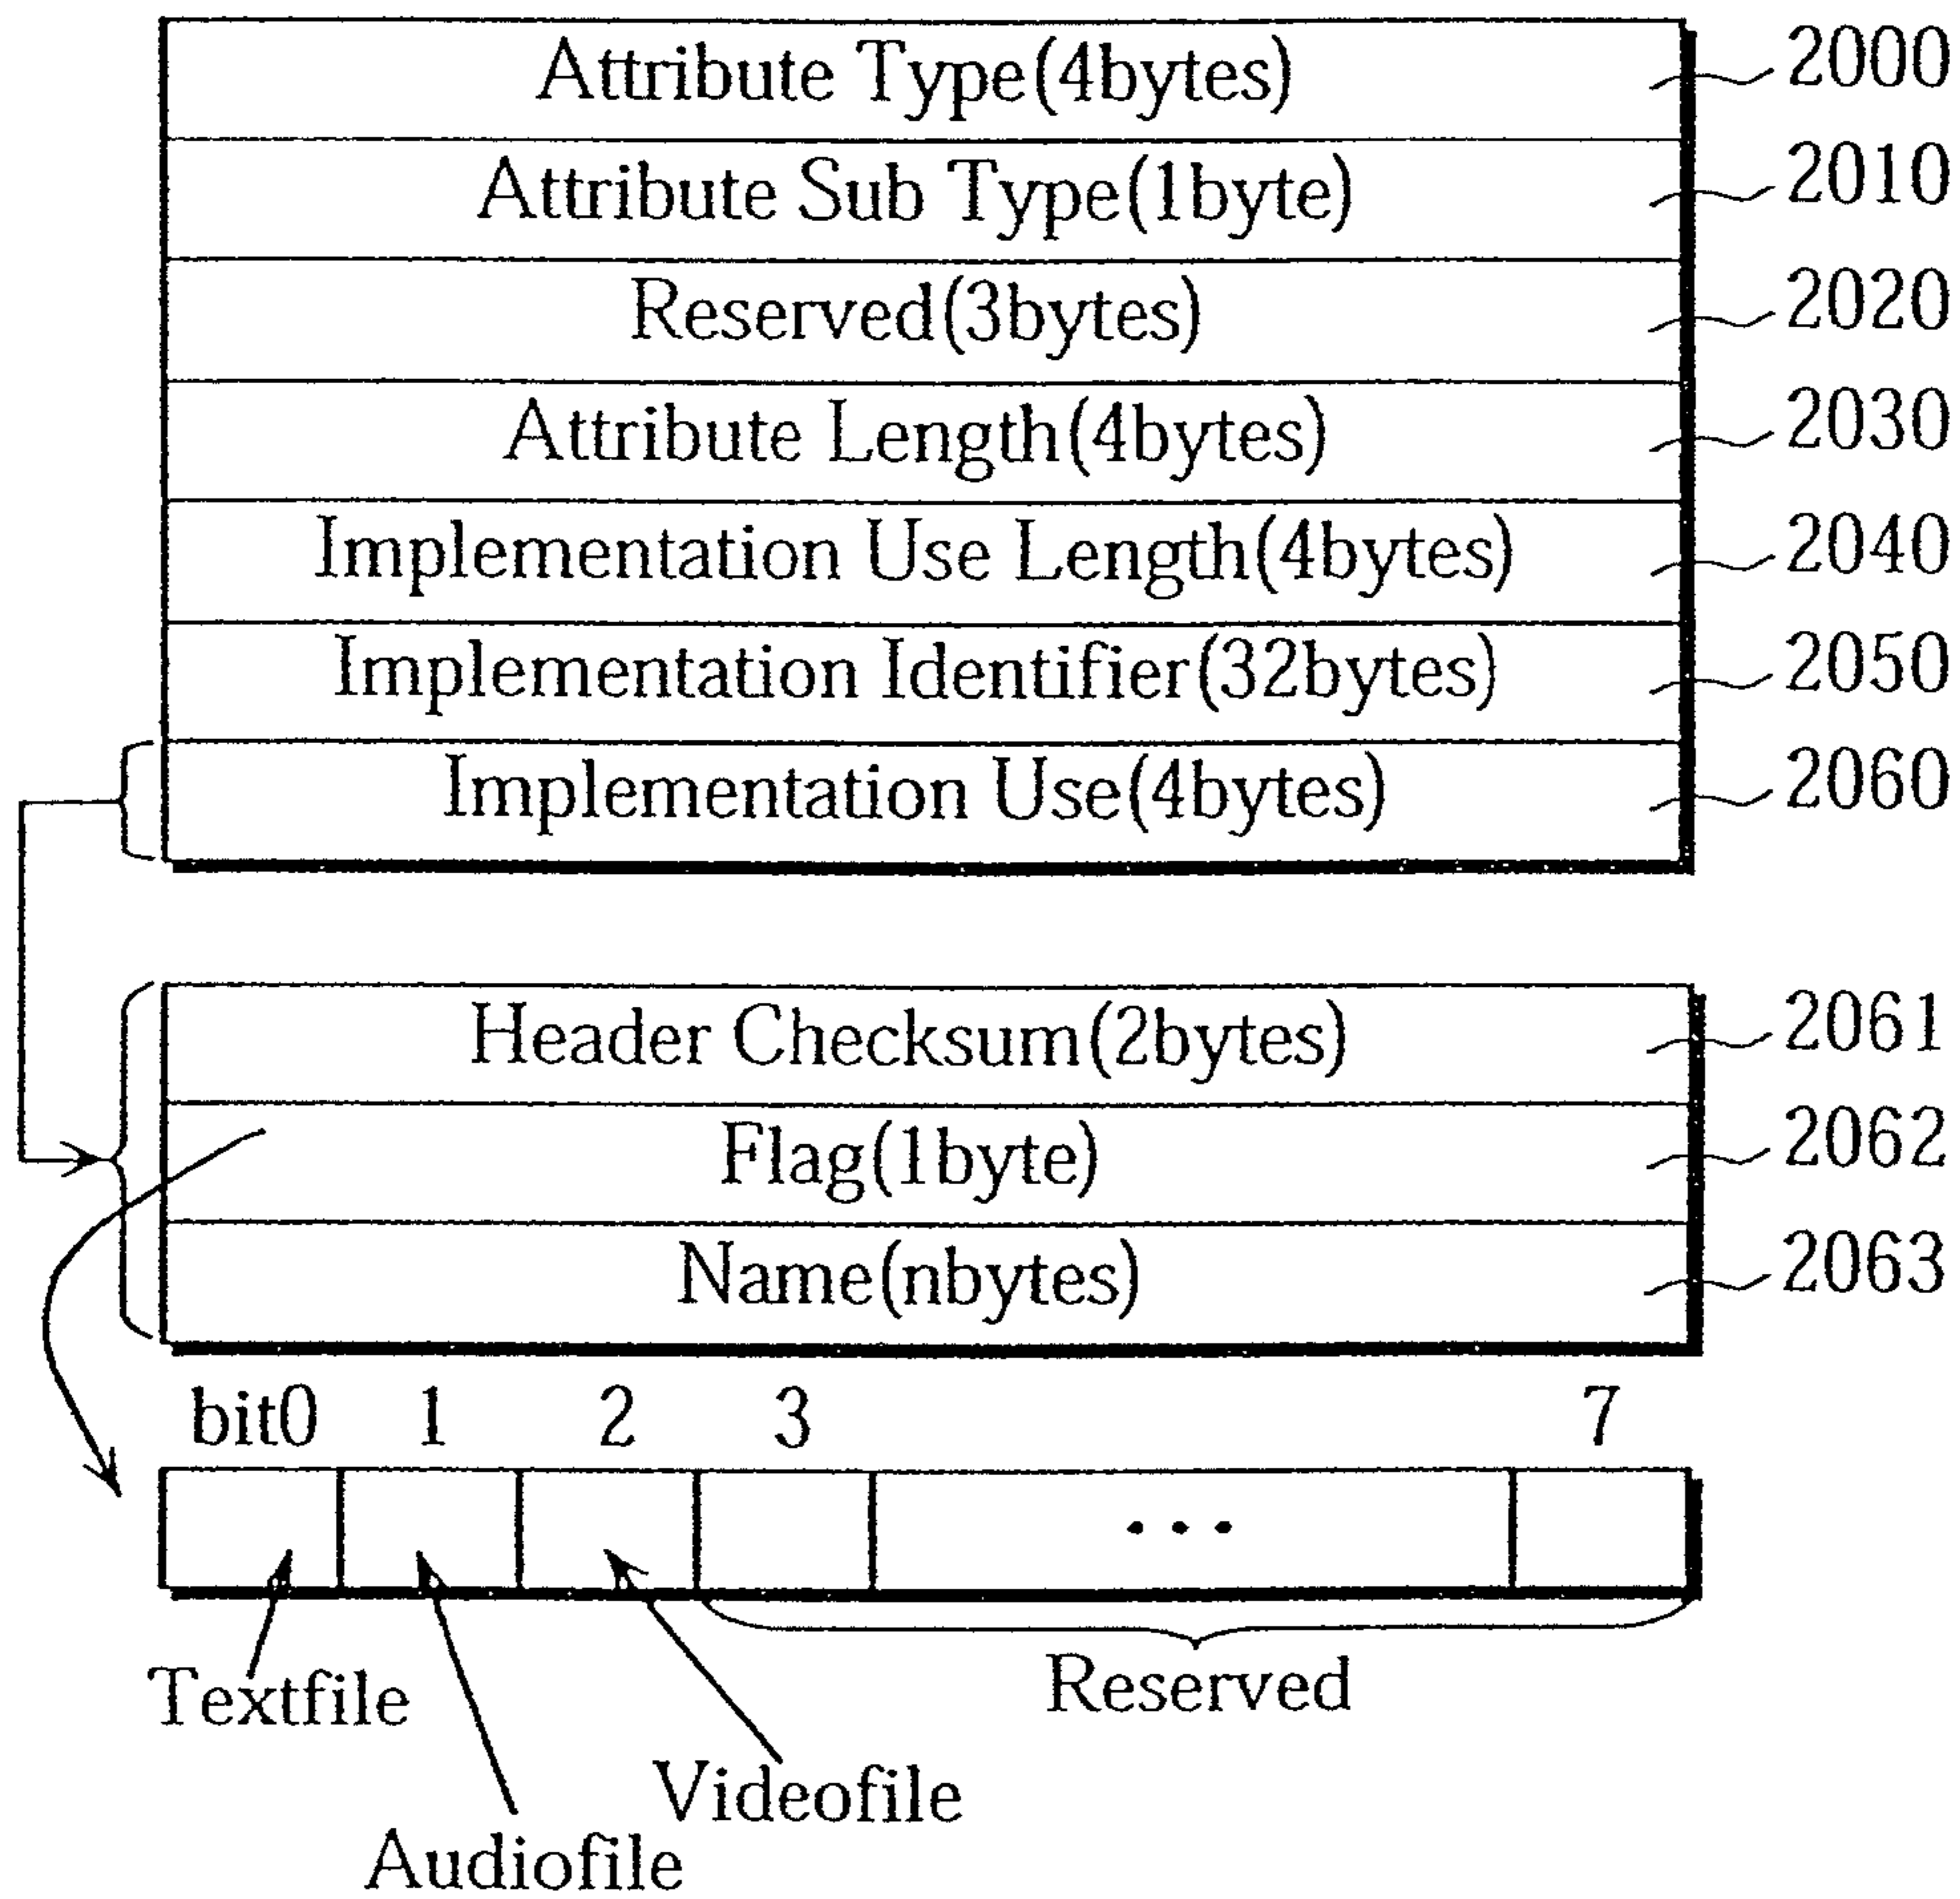 Attribute Type(4bytes) 2000
Attribute Sub Type(1byte) 2010
Reserved(3bytes) 2020
Attribute Length(4bytes) 2030
Implementation Use Length(4bytes) 2040
Implementation Identifier(32bytes) 2050
Implementation Use(4bytes) 2060
Header Checksum(2bytes) 2061
Flag(1byte) 2062
Name(nbytes) 2063
bit0 1 2 3 7
...
Textfile
Reserved
Videofile
Audiofile